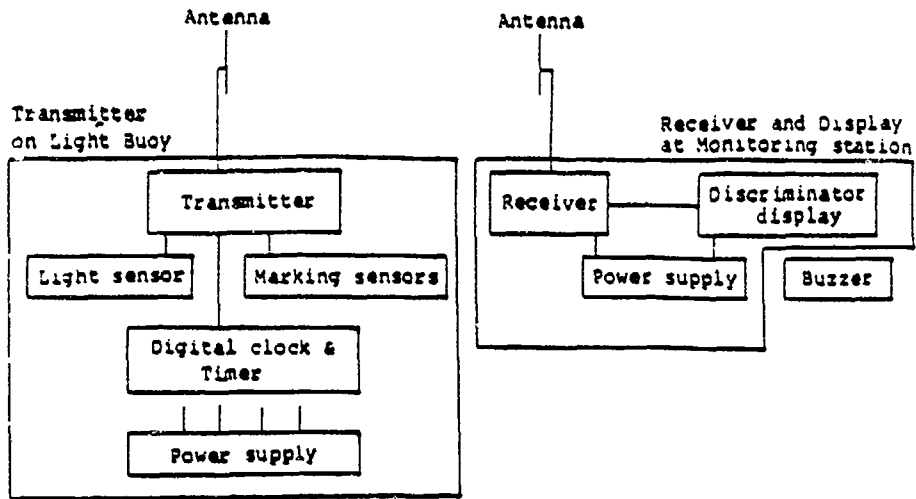 Antenna
Antenna
Transmitter
on Light Buoy
Receiver and Display
at Monitoring station
Transmitter
Receiver
Discriminator
display
Light sensor
Marking sensors
Power supply
Buzzer
Digital clock &
Timer
Power supply